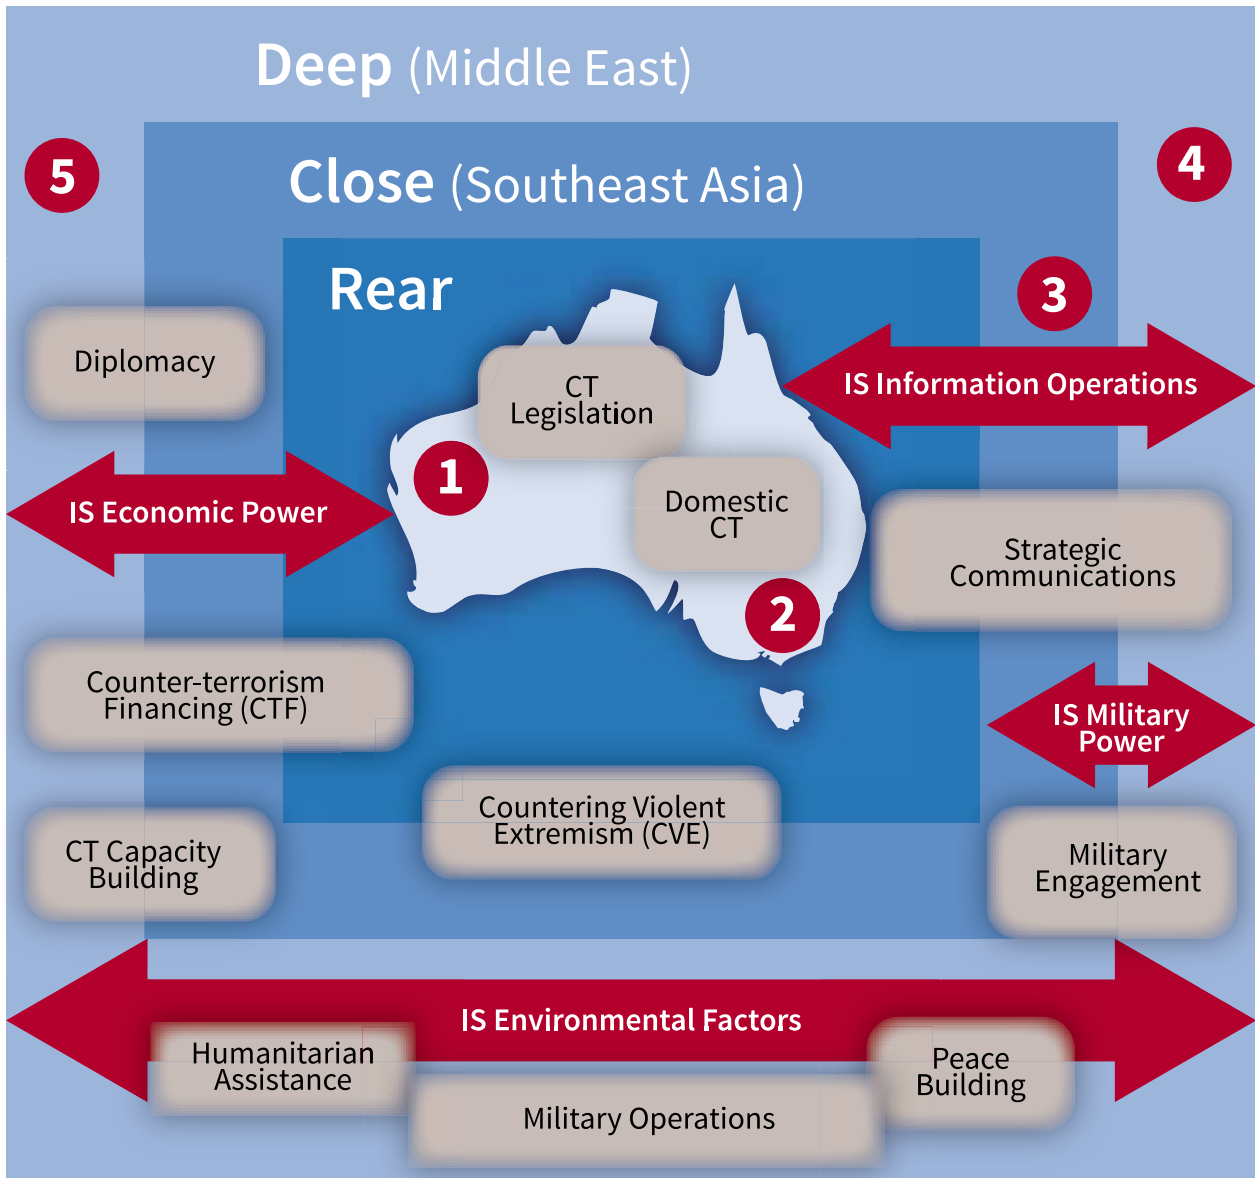 Deep (Middle East)
5
4
Close (Southeast Asia)
Rear
3
Diplomacy
CT
Legislation
IS Information Operations
1
IS Economic Power
Domestic
CT
Strategic
Communications
2
Counter-terrorism
Financing (CTF)
IS Military
Power
Countering Violent
Extremism (CVE)
CT Capacity
Building
Military
Engagement
IS Environmental Factors
Humanitarian
Assistance
Peace
Building
Military Operations